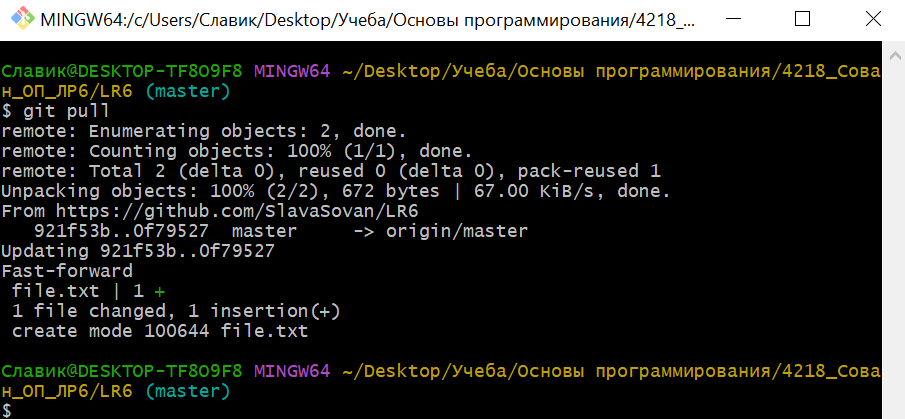 MINGW64:/c/Users/Славик/Desktop/Учеба/Основы программирования/4218_...
Славик@DESKTOP-TF8O9F8 MINGW64 ~/Desktop/Учеба/Основы программирования/4218_Сова
н_ОП_ЛР6/LR6 (master)
$ git pull
remote: Enumerating objects: 2, done.
remote: Counting objects: 100% (1/1), done.
remote: Total 2 (delta 0), reused 0 (delta 0), pack-reused 1
Unpacking objects: 100% (2/2), 672 bytes | 67.00 KiB/s, done.
From https://github.com/SlavaSovan/LR6
   921f53b..0f79527  master     -> origin/master
Updating 921f53b..0f79527
Fast-forward
 file.txt | 1 +
 1 file changed, 1 insertion(+)
 create mode 100644 file.txt
Славик@DESKTOP-TF8O9F8 MINGW64 ~/Desktop/Учеба/Основы программирования/4218_Сова
н_ОП_ЛР6/LR6 (master)
$